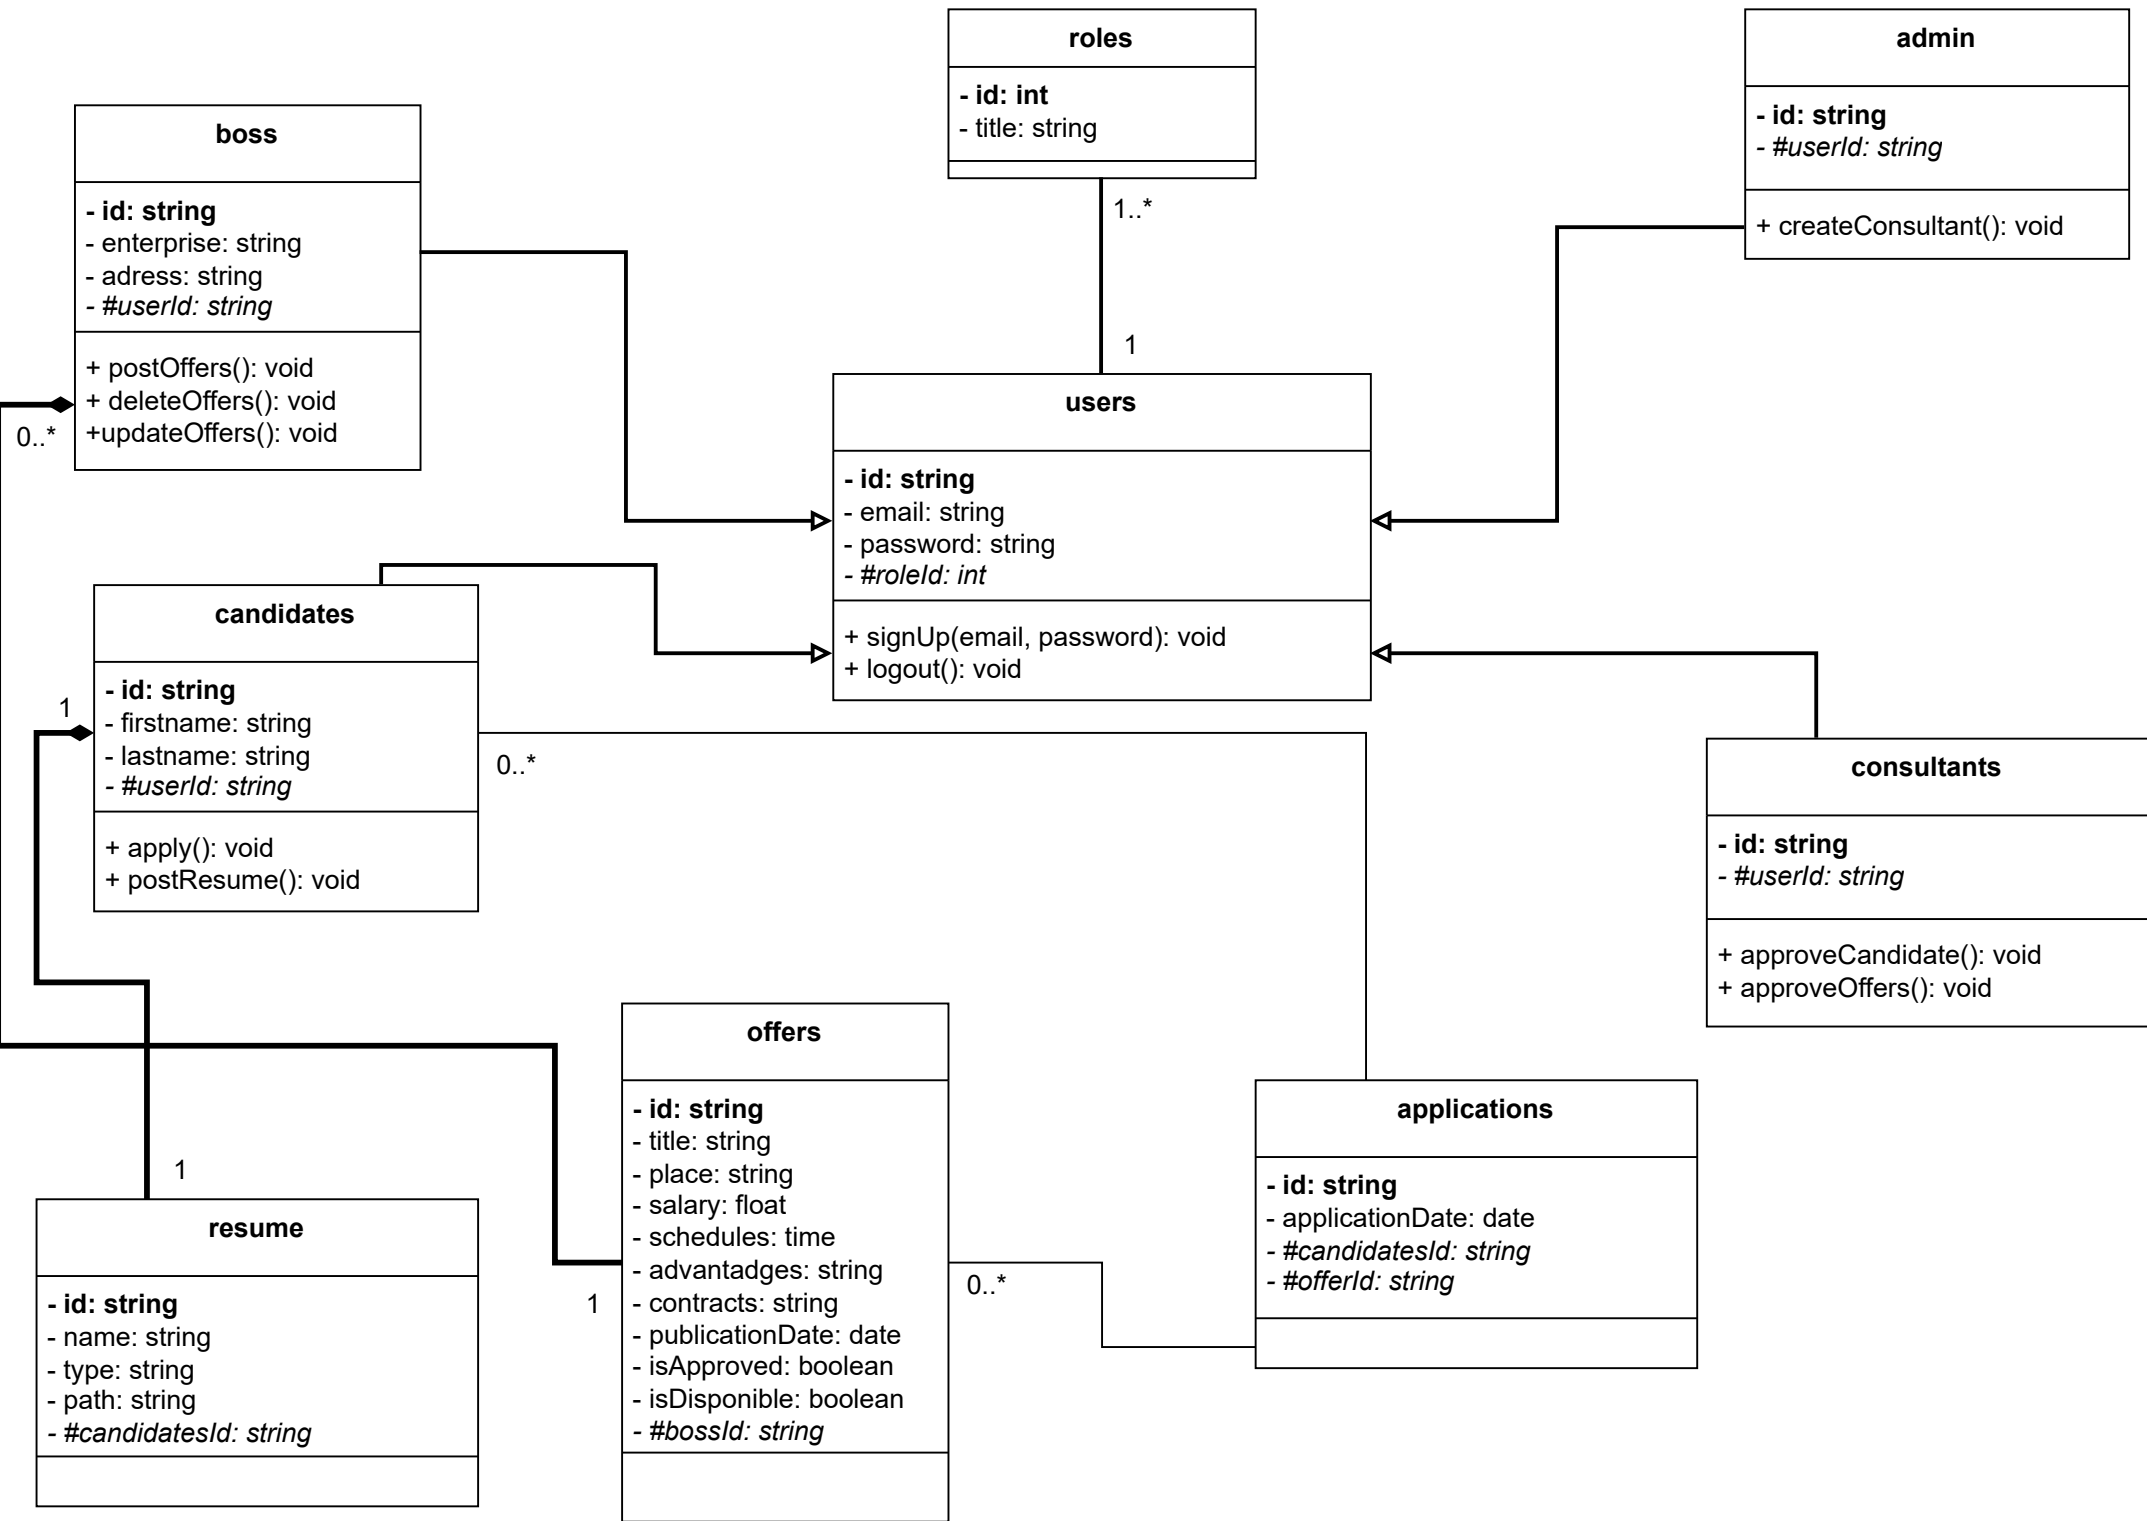 roles
- id: int
- title: string
1..*
admin
- id: string
- #userId: string
+ createConsultant(): void
boss
- id: string
- enterprise: string
- adress: string
- #userId: string
+ postOffers(): void
+ deleteOffers(): void
+updateOffers(): void
0..*
1
users
- id: string
- email: string
- password: string
- #roleId: int
+ signUp(email, password): void
+ logout(): void
candidates
- id: string
- firstname: string
- lastname: string
- #userId: string
+ apply(): void
+ postResume(): void
1
0..*
consultants
- id: string
- #userId: string
+ approveCandidate(): void
+ approveOffers(): void
1
resume
- id: string
- name: string
- type: string
- path: string
- #candidatesId: string
offers
- id: string
- title: string
- place: string
- salary: float
- schedules: time
- advantadges: string
- contracts: string
- publicationDate: date
- isApproved: boolean
- isDisponible: boolean
- #bossId: string
1
0..*
applications
- id: string
- applicationDate: date
- #candidatesId: string
- #offerId: string